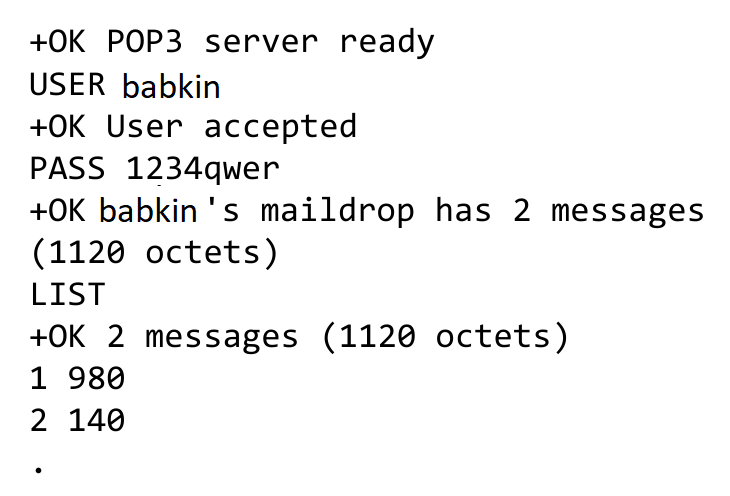 +OK POP3 server ready
USER babkin
+OK User accepted
PASS 1234qwer
+OK babkin's maildrop has 2 messages
(1120 octets)
LIST
+OK 2 messages (1120 octets)
1 980
2 140
.